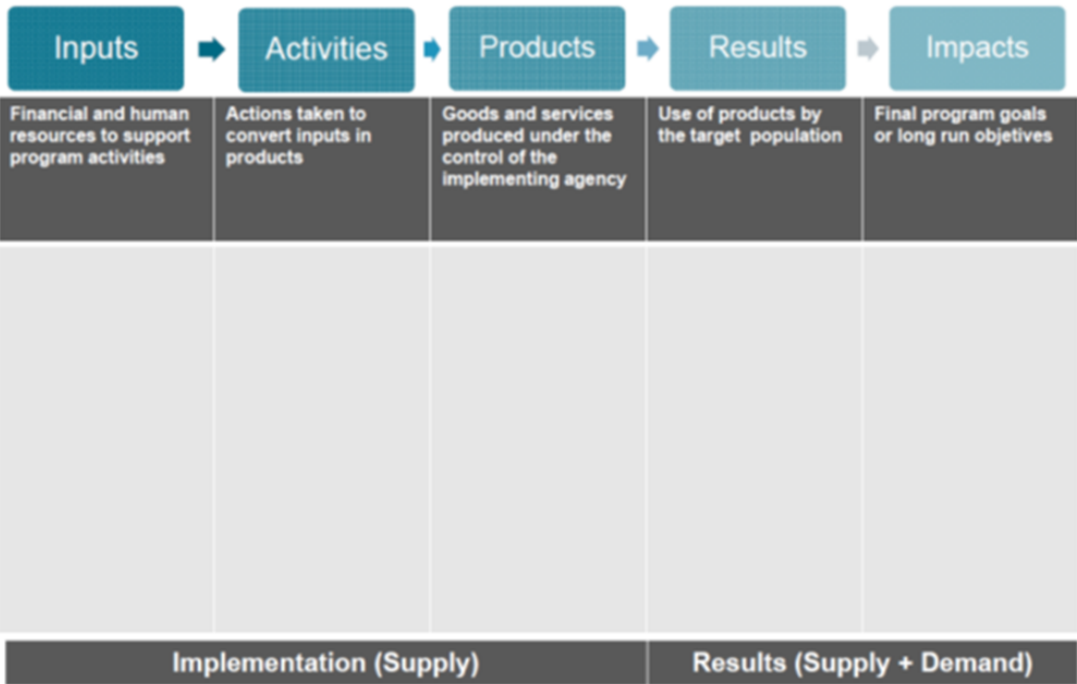 Inputs
Activities
Products
Results
Impacts
Financial and human
resources to support
program activities
Actions taken to
convert inputs in
products
Goods and services
produced under the
control of the
implementing agency
Use of products by
the target population
Final program goals
or long run objetives
Implementation (Supply)
Results (Supply + Demand)